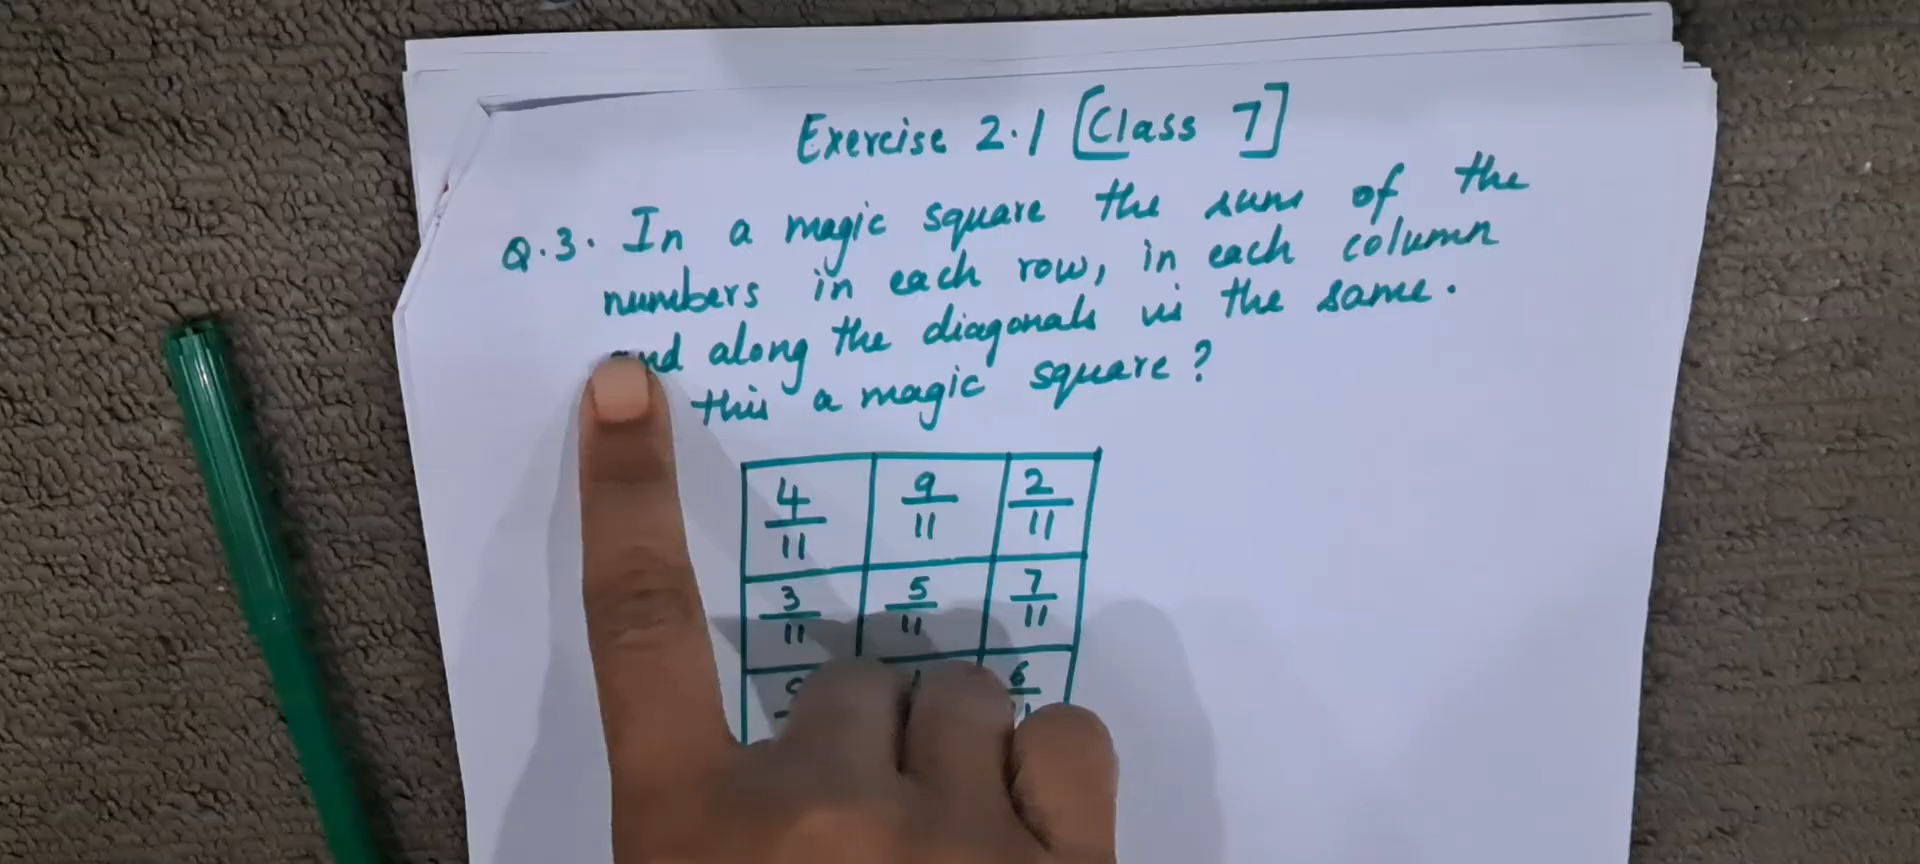 Exercise 2.1 [Class 7]
Q.3. In a magic square the sum of the
numbers in each row, in each column
and along the diagonals is the same.
this a magic square?
4/11 9/11 2/11
3/11 5/11 7/11
6